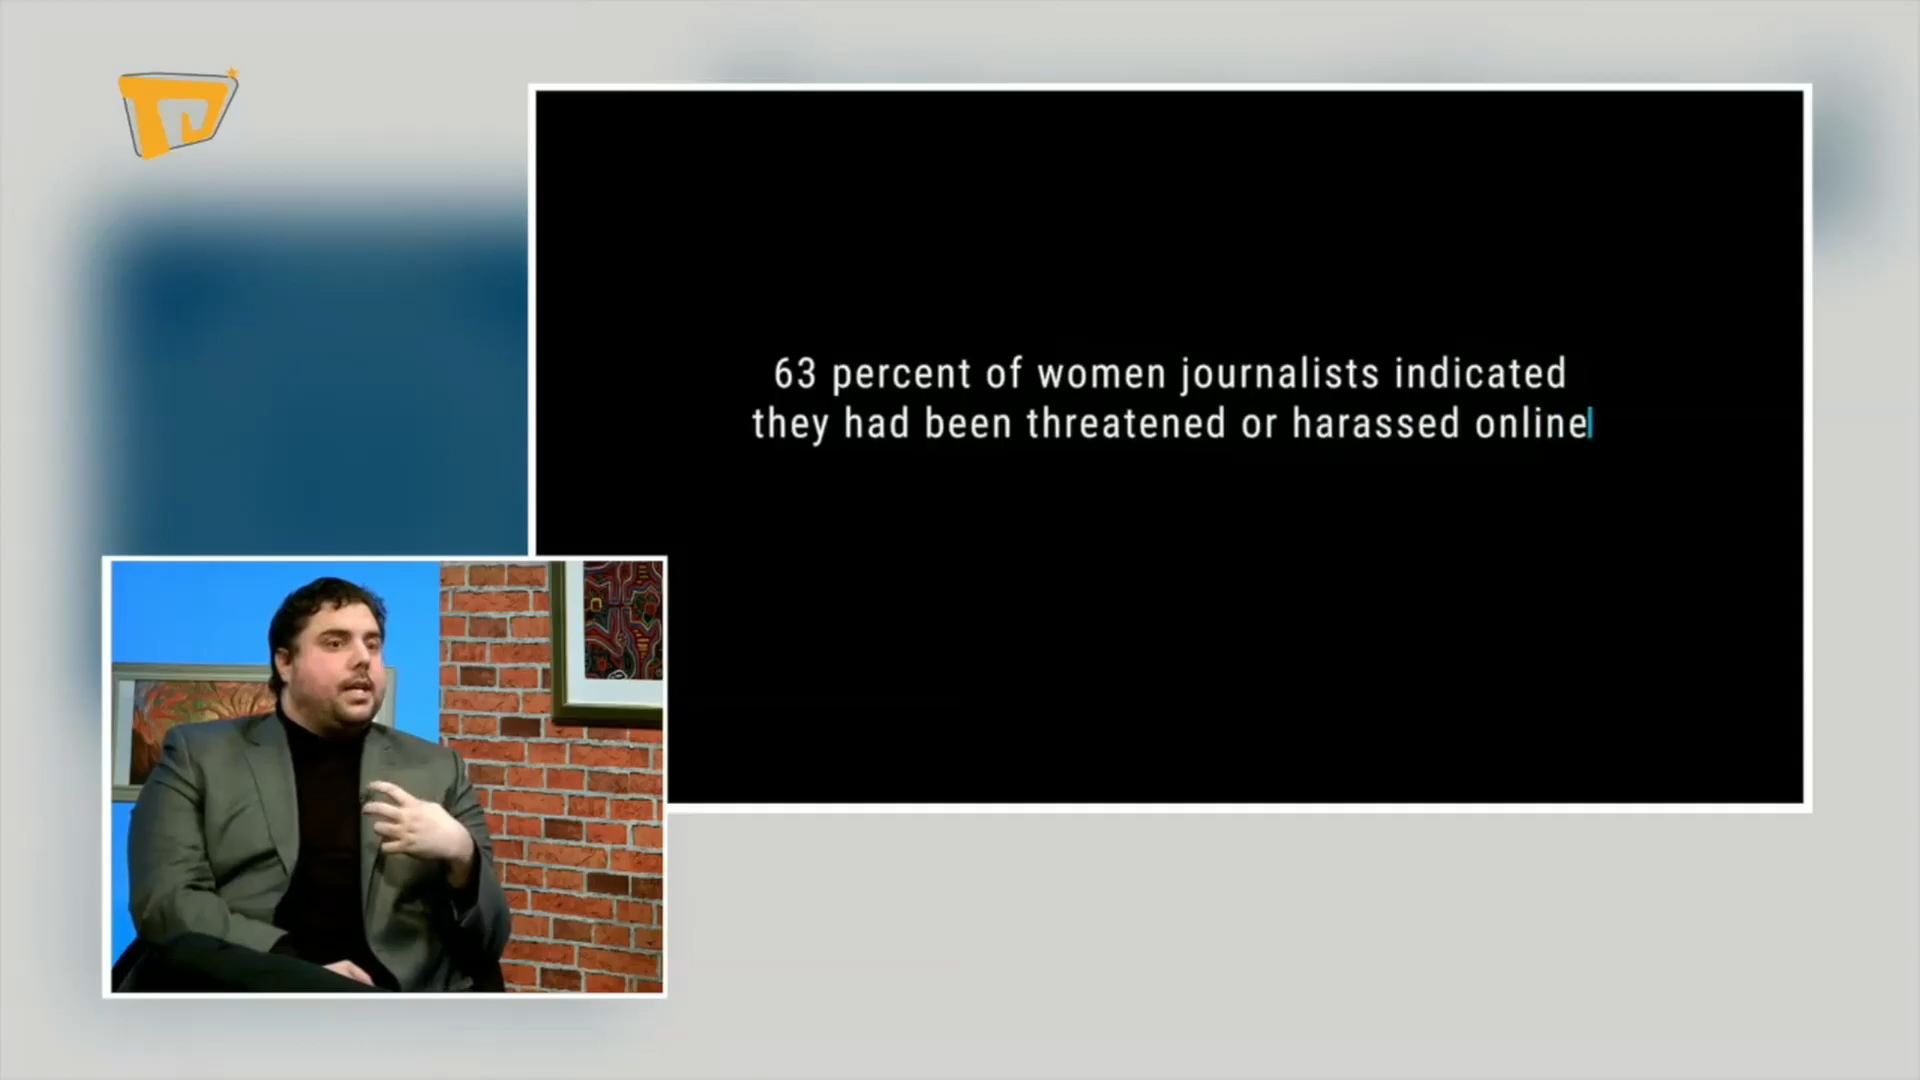 63 percent of women journalists indicated
they had been threatened or harassed online